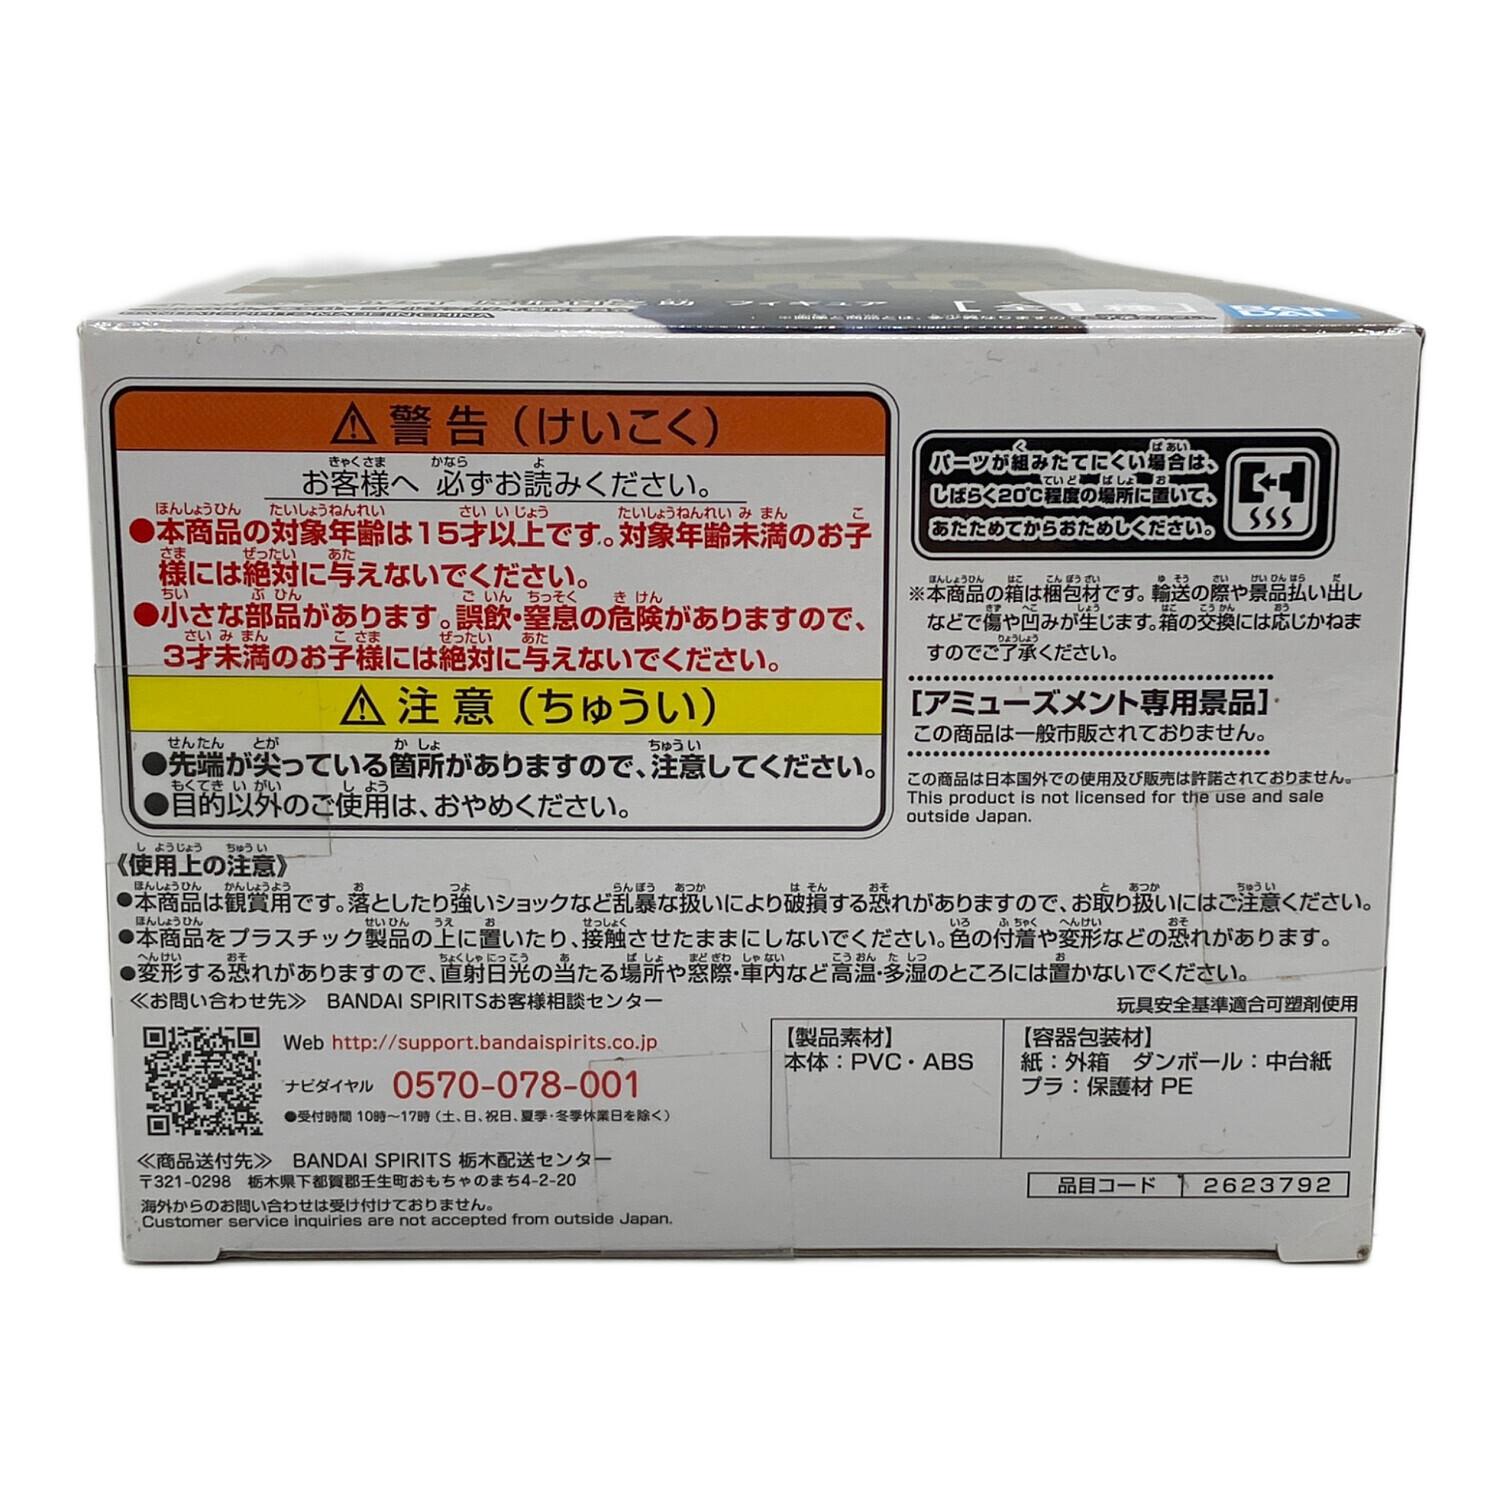 フィギュア
MADE IN CHINA
BANDAI
⚠警告(けいこく)
お客様へ 必ずお読みください。
●本商品の対象年齢は15才以上です。対象年齢未満のお子
様には絶対に与えないでください。
●小さな部品があります。誤飲・窒息の危険がありますので、
3才未満のお子様には絶対に与えないでください。
⚠注意(ちゅうい)
●先端が尖っている箇所がありますので、注意してください。
●目的以外のご使用は、おやめください。
パーツが組みたてにくい場合は、
しばらく20℃程度の場所に置いて、
あたためてからおためしください。
※本商品の箱は梱包材です。輸送の際や景品払い出し
などで傷や凹みが生じます。箱の交換には応じかねま
すのでご了承ください。
[アミューズメント専用景品]
この商品は一般市販されておりません。
この商品は日本国外での使用及び販売は許諾されておりません。
This product is not licensed for the use and sale
outside Japan.
《使用上の注意》
●本商品は観賞用です。落としたり強いショックなど乱暴な扱いにより破損する恐れがありますので、お取り扱いにはご注意ください。
●本商品をプラスチック製品の上に置いたり、接触させたままにしないでください。色の付着や変形などの恐れがあります。
●変形する恐れがありますので、直射日光の当たる場所や窓際・車内など高温・多湿のところには置かないでください。
≪お問い合わせ先≫ BANDAI SPIRITSお客様相談センター
Web http://support.bandaispirits.co.jp
ナビダイヤル 0570-078-001
●受付時間 10時〜17時(土、日、祝日、夏季・冬季休業日を除く)
≪商品送付先≫ BANDAI SPIRITS 栃木配送センター
〒321-0298 栃木県下都賀郡壬生町おもちゃのまち4-2-20
海外からのお問い合わせは受け付けておりません。
Customer service inquiries are not accepted from outside Japan.
玩具安全基準適合可塑剤使用
【製品素材】
本体:PVC・ABS
【容器包装材】
紙:外箱 ダンボール:中台紙
プラ:保護材 PE
品目コード 2623792